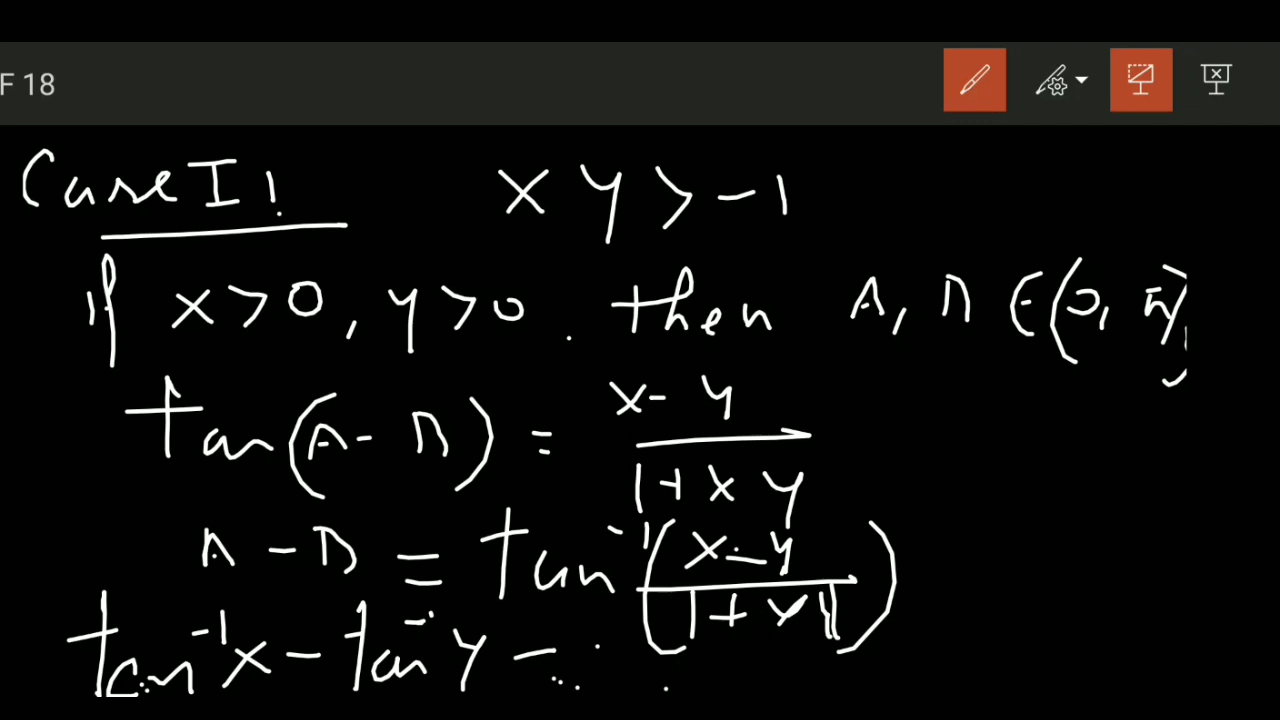 F 18
Case I!
xy > -1
if x>0, y>0. then A, B ∈ (0, π/
tan(A - B) = x - y / 1 + xy
A - B = tan⁻¹(x - y / 1 + xy)
tan⁻¹x - tan⁻¹y =